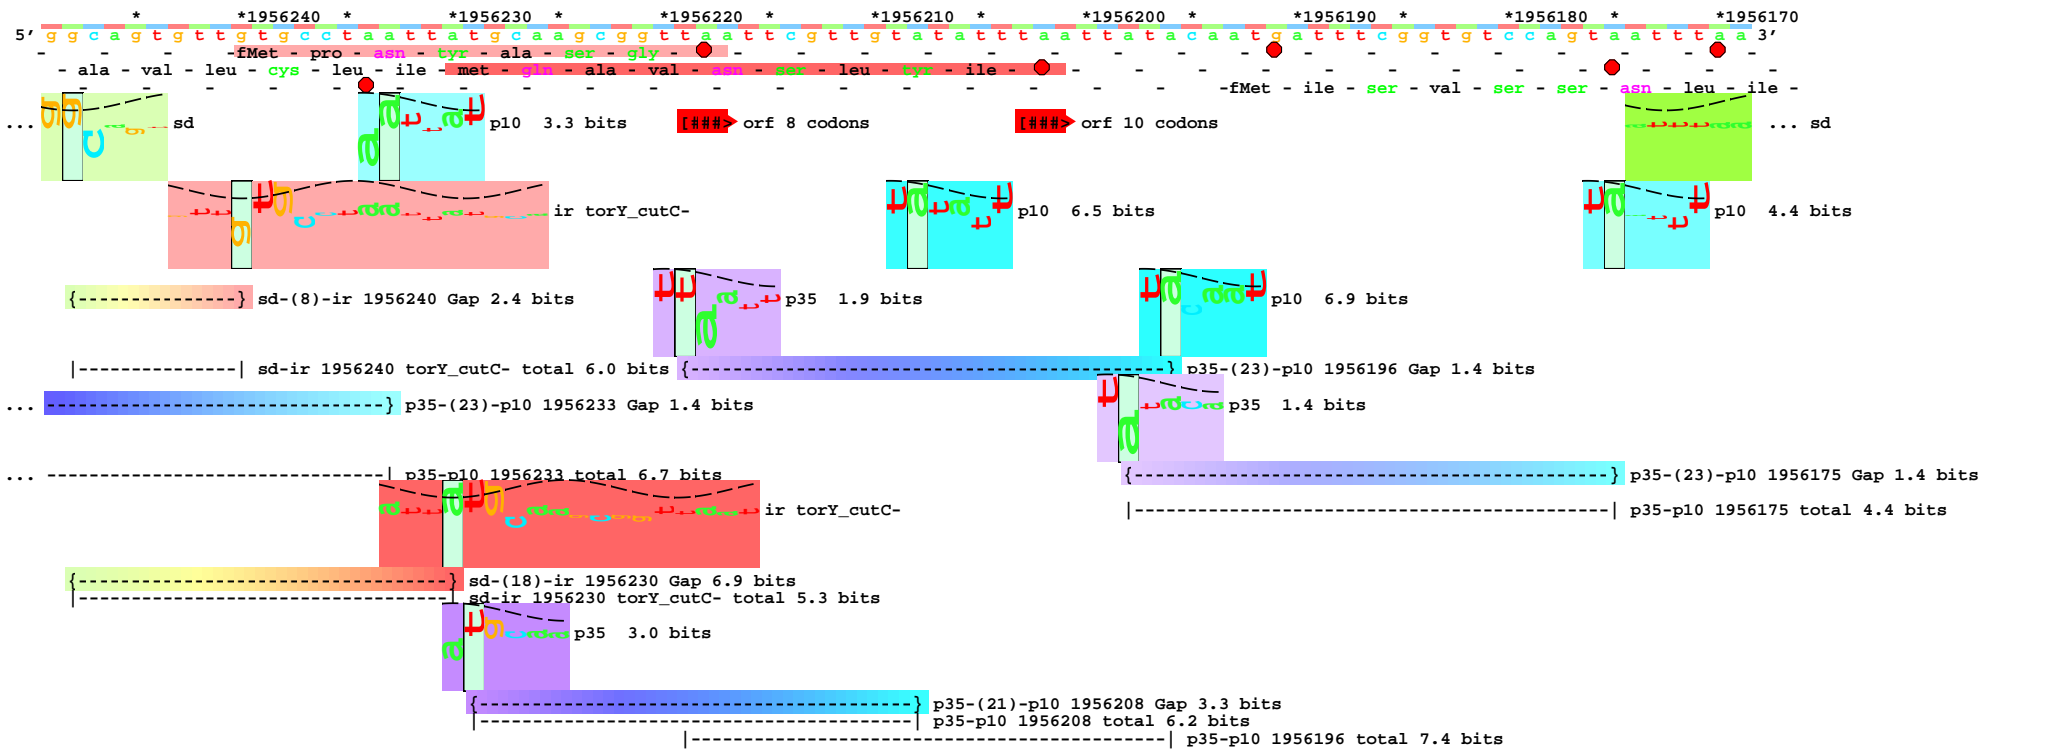 * *1956240 * *1956230 * *1956220 * *1956210 * *1956200 * *1956190 * *1956180 * *1956170
5' g g c a g t g t t g t g c c t a a t t a t g c a a g c g g t t a a t t c g t t g t a t a t t t a a t t a t a c a a t g a t t t c g g t g t c c a g t a a t t t a a 3'
- - - -fMet - pro - asn - tyr - ala - ser - gly - - - - - - - - - - - - - - - - -
- ala - val - leu - cys - leu - ile - met - gln - ala - val - asn - ser - leu - tyr - ile - - - - - - - - - - - -
- - - - - - - - - - - - - - - - - -fMet - ile - ser - val - ser - ser - asn - leu - ile -
... sd p10 3.3 bits [###> orf 8 codons [###> orf 10 codons ... sd
ir torY_cutC- p10 6.5 bits p10 4.4 bits
{---------------} sd-(8)-ir 1956240 Gap 2.4 bits p35 1.9 bits p10 6.9 bits
|---------------| sd-ir 1956240 torY_cutC- total 6.0 bits {---------------------------------------------} p35-(23)-p10 1956196 Gap 1.4 bits
... --------------------------------} p35-(23)-p10 1956233 Gap 1.4 bits p35 1.4 bits
... --------------------------------| p35-p10 1956233 total 6.7 bits {---------------------------------------------} p35-(23)-p10 1956175 Gap 1.4 bits
ir torY_cutC- |---------------------------------------------| p35-p10 1956175 total 4.4 bits
{-----------------------------------} sd-(18)-ir 1956230 Gap 6.9 bits
|-----------------------------------| sd-ir 1956230 torY_cutC- total 5.3 bits
p35 3.0 bits
{-----------------------------------------} p35-(21)-p10 1956208 Gap 3.3 bits
|-----------------------------------------| p35-p10 1956208 total 6.2 bits
|---------------------------------------------| p35-p10 1956196 total 7.4 bits